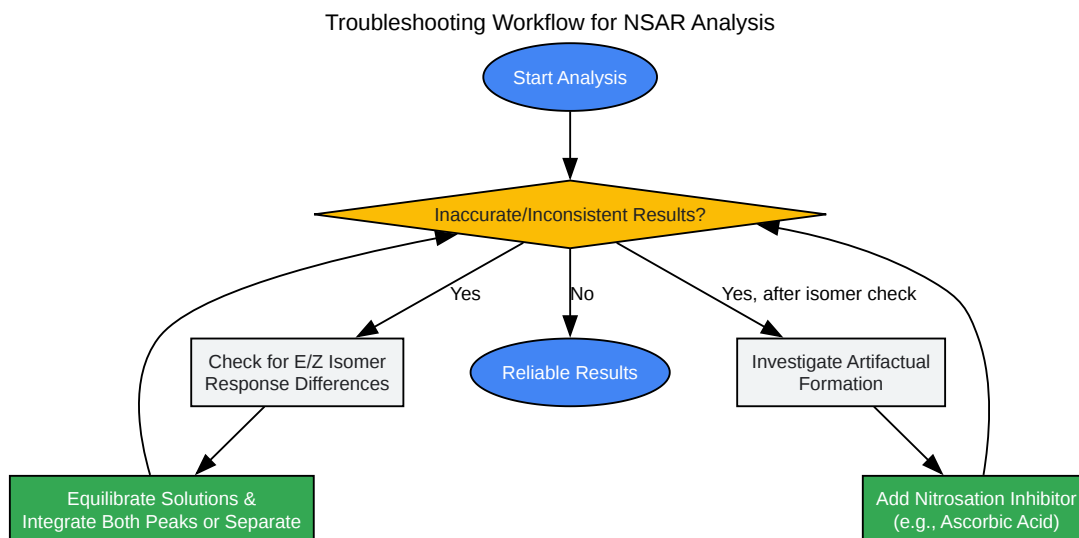 Troubleshooting Workflow for NSAR Analysis
Start Analysis
Inaccurate/Inconsistent Results?
Yes
No
Yes, after isomer check
Check for E/Z Isomer
Response Differences
Reliable Results
Investigate Artifactual
Formation
Equilibrate Solutions &
Integrate Both Peaks or Separate
Add Nitrosation Inhibitor
(e.g., Ascorbic Acid)